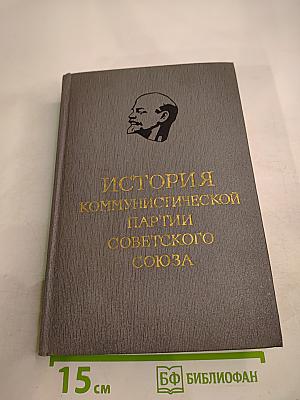 ИСТОРИЯ
КОММУНИСТИЧЕСКОЙ
ПАРТИИ
СОВЕТСКОГО
СОЮЗА
15 см
БФ БИБЛИОФАН